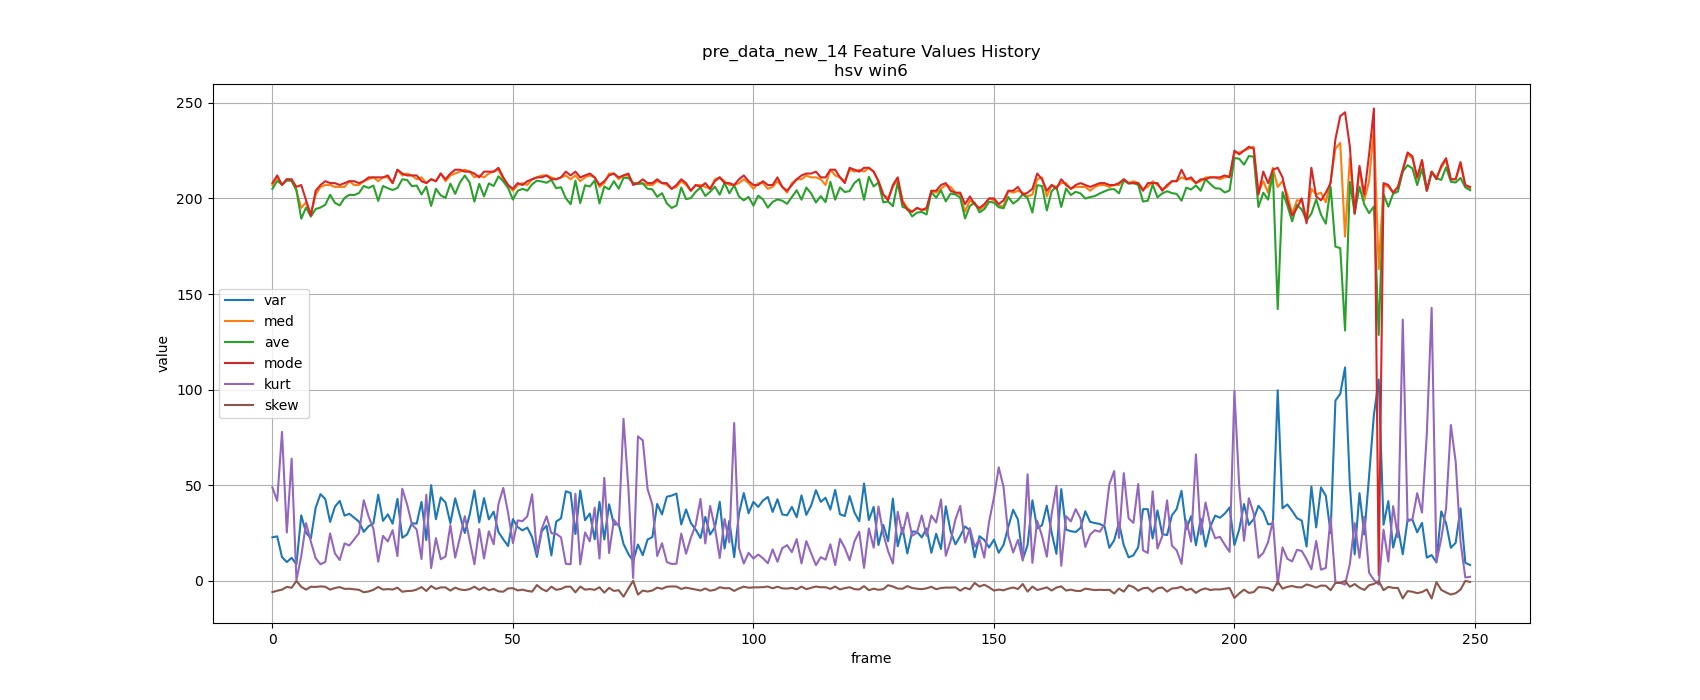 pre_data_new_14 Feature Values History
hsv win6
value
250
200
150
100
50
0
var
med
ave
mode
kurt
skew
0
50
100
150
200
250
frame